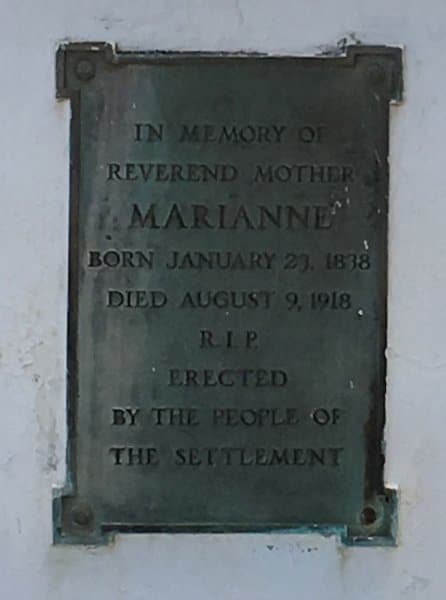 IN MEMORY OF
REVEREND MOTHER
MARIANNE
BORN JANUARY 23, 1838
DIED AUGUST 9, 1918
R.I.P.
ERECTED
BY THE PEOPLE OF
THE SETTLEMENT